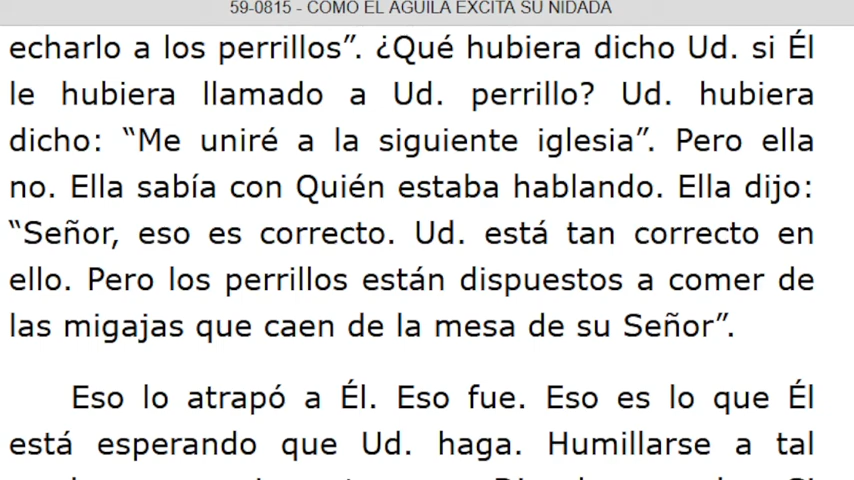 59-0815 - COMO EL AGUILA EXCITA SU NIDADA
echarlo a los perrillos”. ¿Qué hubiera dicho Ud. si Él
le hubiera llamado a Ud. perrillo? Ud. hubiera
dicho: “Me uniré a la siguiente iglesia”. Pero ella
no. Ella sabía con Quién estaba hablando. Ella dijo:
“Señor, eso es correcto. Ud. está tan correcto en
ello. Pero los perrillos están dispuestos a comer de
las migajas que caen de la mesa de su Señor”.
Eso lo atrapó a Él. Eso fue. Eso es lo que Él
está esperando que Ud. haga. Humillarse a tal